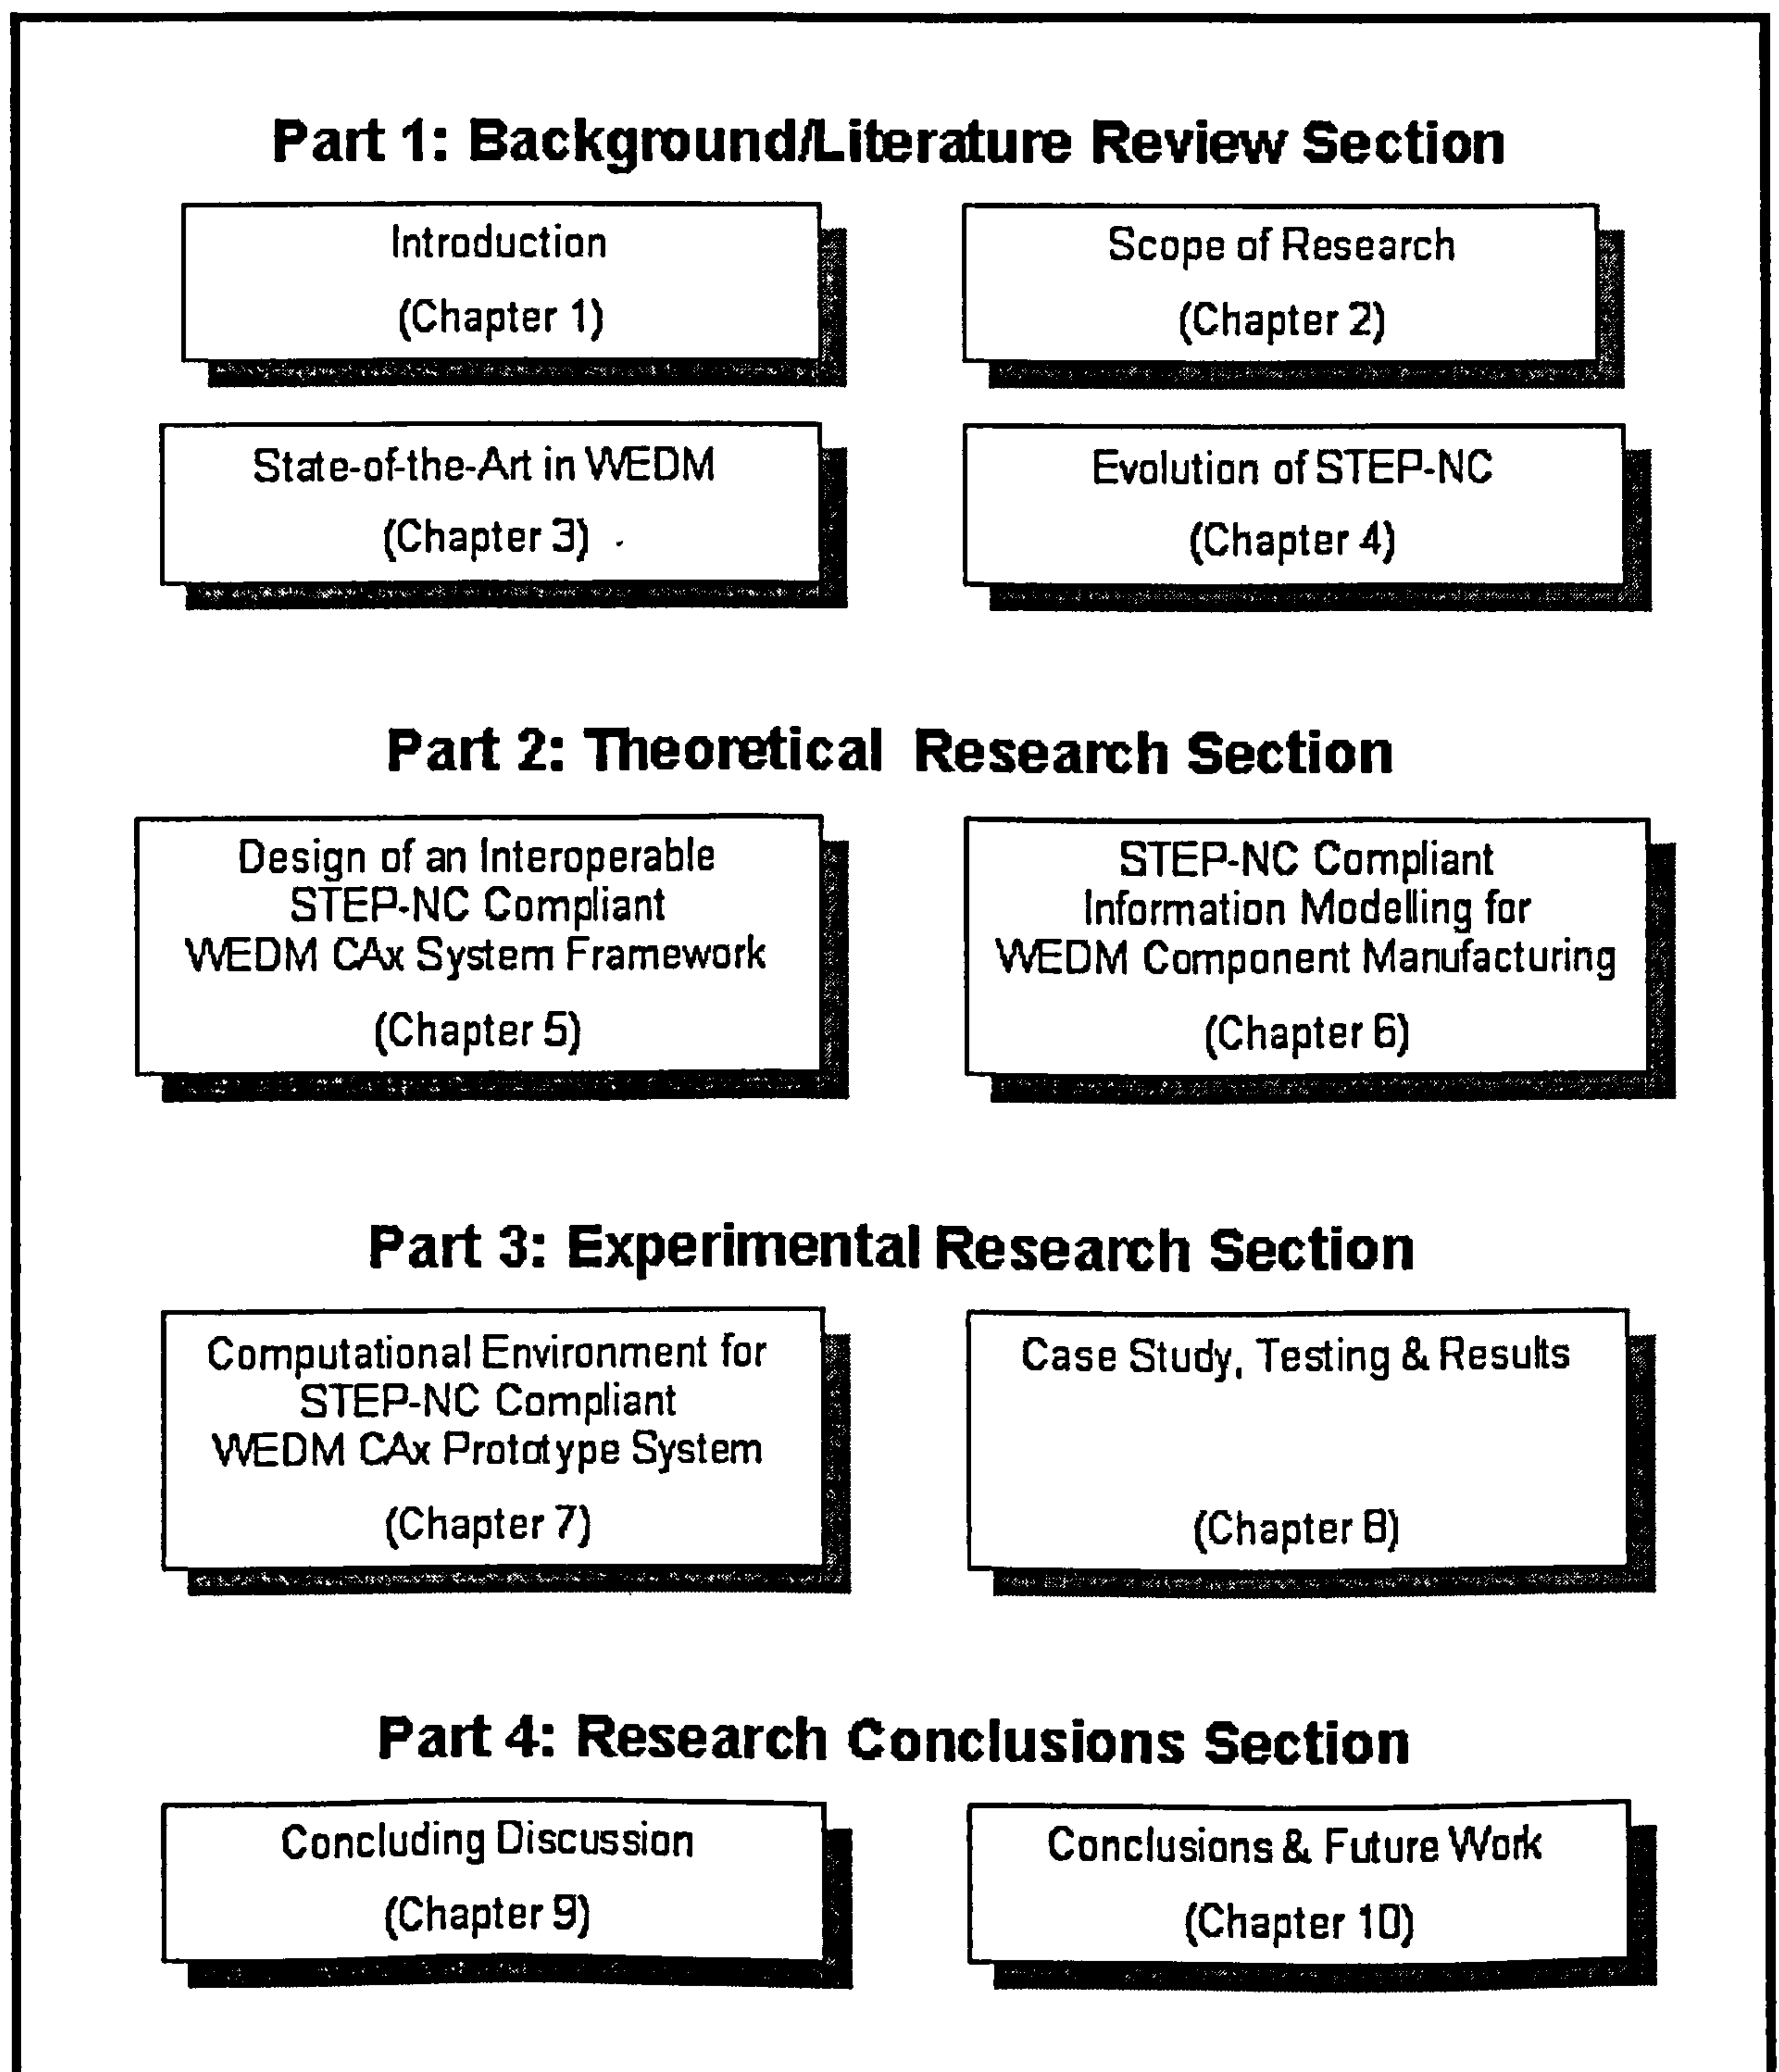 Part 1: Background/Literature Review Section
Introduction
(Chapter 1)
Scope of Research
(Chapter 2)
State-of-the-Art in WEDM
(Chapter 3)
Evolution of STEP-NC
(Chapter 4)
Part 2: Theoretical Research Section
Design of an Interoperable
STEP-NC Compliant
WEDM CAx System Framework
(Chapter 5)
STEP-NC Compliant
Information Modelling for
WEDM Component Manufacturing
(Chapter 6)
Part 3: Experimental Research Section
Computational Environment for
STEP-NC Compliant
WEDM CAx Prototype System
(Chapter 7)
Case Study, Testing & Results
(Chapter 8)
Part 4: Research Conclusions Section
Concluding Discussion
(Chapter 9)
Conclusions & Future Work
(Chapter 10)